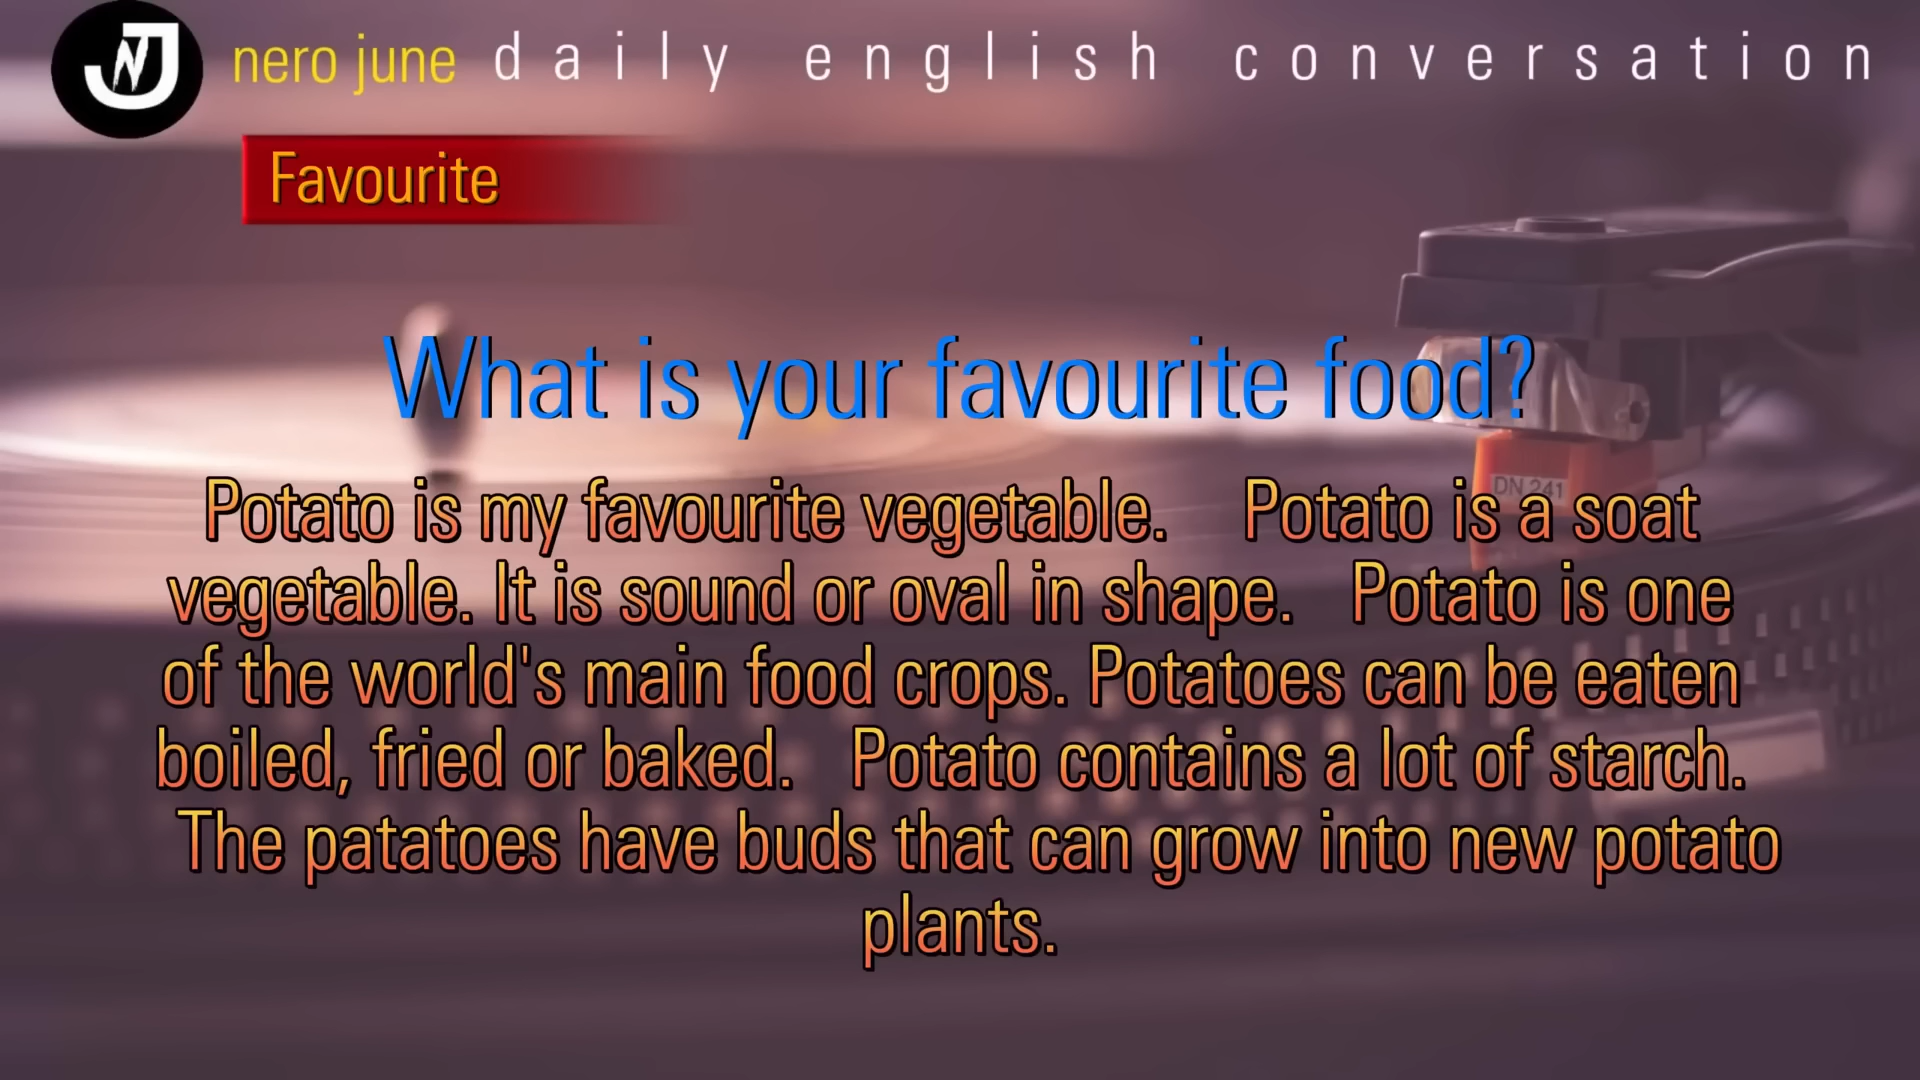 NJ
nero june daily english conversation
Favourite
What is your favourite food?
DN 241
Potato is my favourite vegetable. Potato is a soat
vegetable. It is sound or oval in shape. Potato is one
of the world's main food crops. Potatoes can be eaten
boiled, fried or baked. Potato contains a lot of starch.
The patatoes have buds that can grow into new potato
plants.